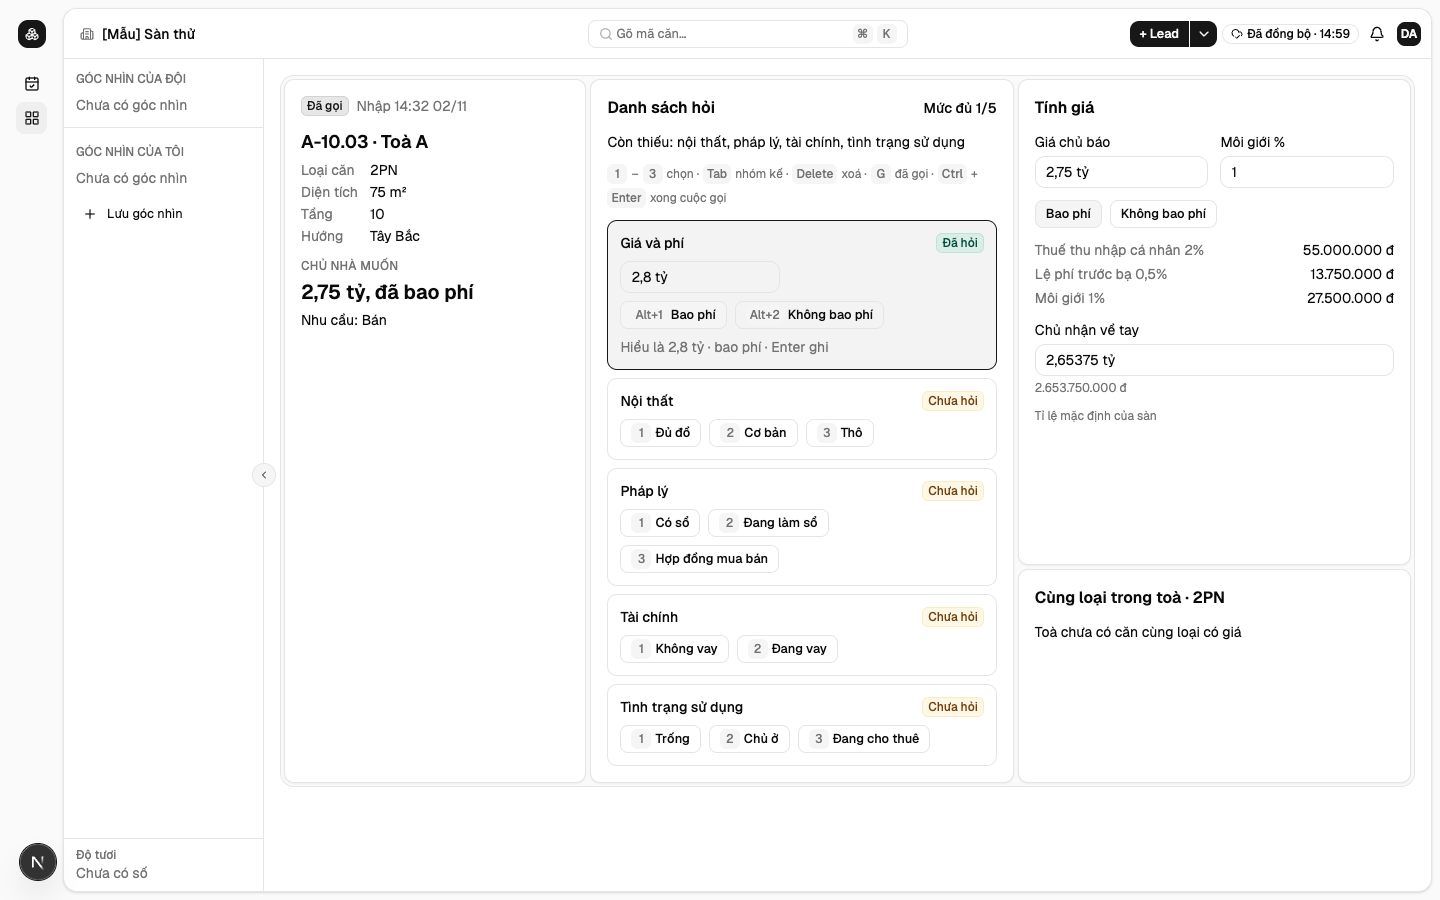 [Mẫu] Sàn thử
Gõ mã căn...
⌘ K
+ Lead
Đã đồng bộ · 14:59
DA
GÓC NHÌN CỦA ĐỘI
Chưa có góc nhìn
GÓC NHÌN CỦA TÔI
Chưa có góc nhìn
+ Lưu góc nhìn
Độ tươi
Chưa có số
N
Đã gọi Nhập 14:32 02/11
A-10.03 · Toà A
Loại căn 2PN
Diện tích 75 m²
Tầng 10
Hướng Tây Bắc
CHỦ NHÀ MUỐN
2,75 tỷ, đã bao phí
Nhu cầu: Bán
Danh sách hỏi Mức đủ 1/5
Còn thiếu: nội thất, pháp lý, tài chính, tình trạng sử dụng
1 – 3 chọn · Tab nhóm kế · Delete xoá · G đã gọi · Ctrl +
Enter xong cuộc gọi
Giá và phí Đã hỏi
2,8 tỷ
Alt+1 Bao phí Alt+2 Không bao phí
Hiểu là 2,8 tỷ · bao phí · Enter ghi
Nội thất Chưa hỏi
1 Đủ đồ 2 Cơ bản 3 Thô
Pháp lý Chưa hỏi
1 Có sổ 2 Đang làm sổ
3 Hợp đồng mua bán
Tài chính Chưa hỏi
1 Không vay 2 Đang vay
Tình trạng sử dụng Chưa hỏi
1 Trống 2 Chủ ở 3 Đang cho thuê
Tính giá
Giá chủ báo Môi giới %
2,75 tỷ 1
Bao phí Không bao phí
Thuế thu nhập cá nhân 2% 55.000.000 đ
Lệ phí trước bạ 0,5% 13.750.000 đ
Môi giới 1% 27.500.000 đ
Chủ nhận về tay
2,65375 tỷ
2.653.750.000 đ
Tỉ lệ mặc định của sàn
Cùng loại trong toà · 2PN
Toà chưa có căn cùng loại có giá